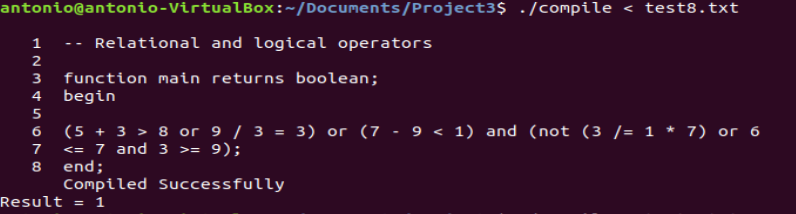 antonio@antonio-VirtualBox:~/Documents/Project3$ ./compile < test8.txt
1 -- Relational and logical operators
2
3 function main returns boolean;
4 begin
5
6 (5 + 3 > 8 or 9 / 3 = 3) or (7 - 9 < 1) and (not (3 /= 1 * 7) or 6
7 <= 7 and 3 >= 9);
8 end;
Compiled Successfully
Result = 1